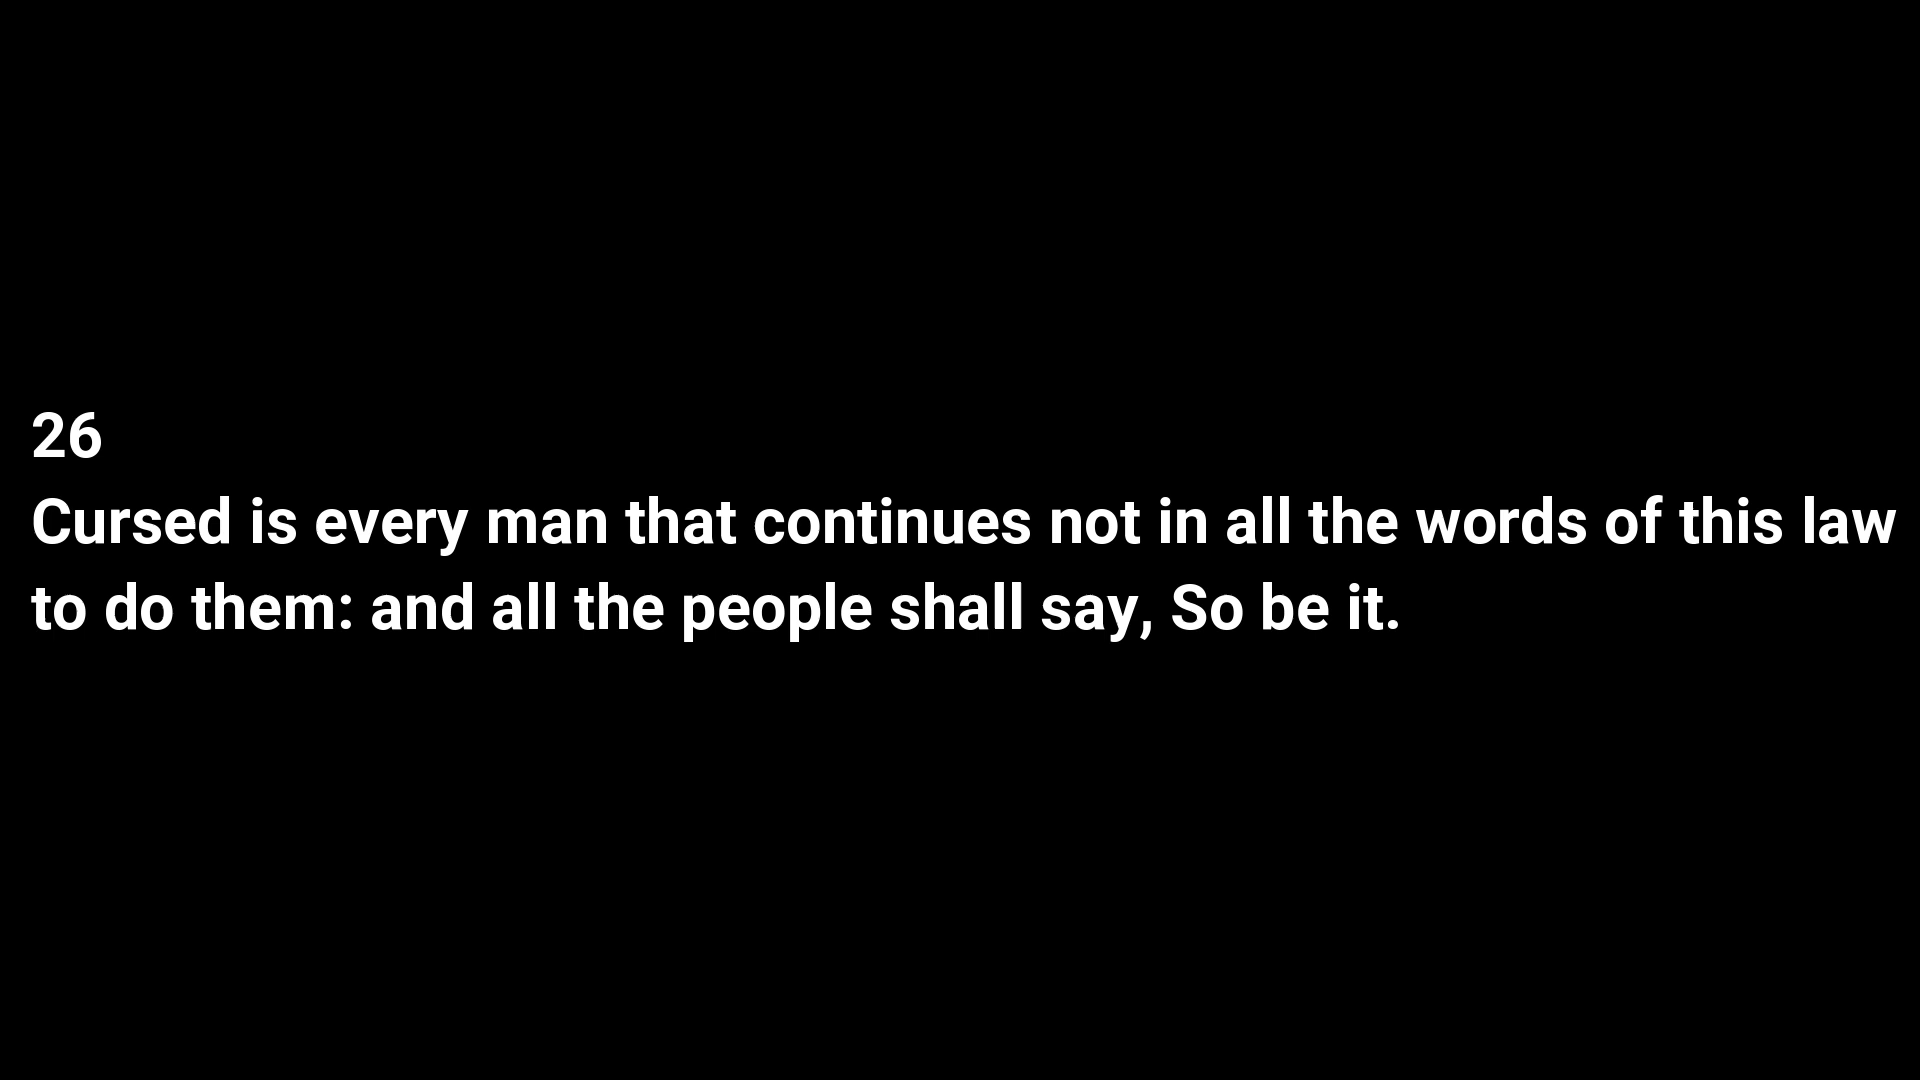 26
Cursed is every man that continues not in all the words of this law
to do them: and all the people shall say, So be it.